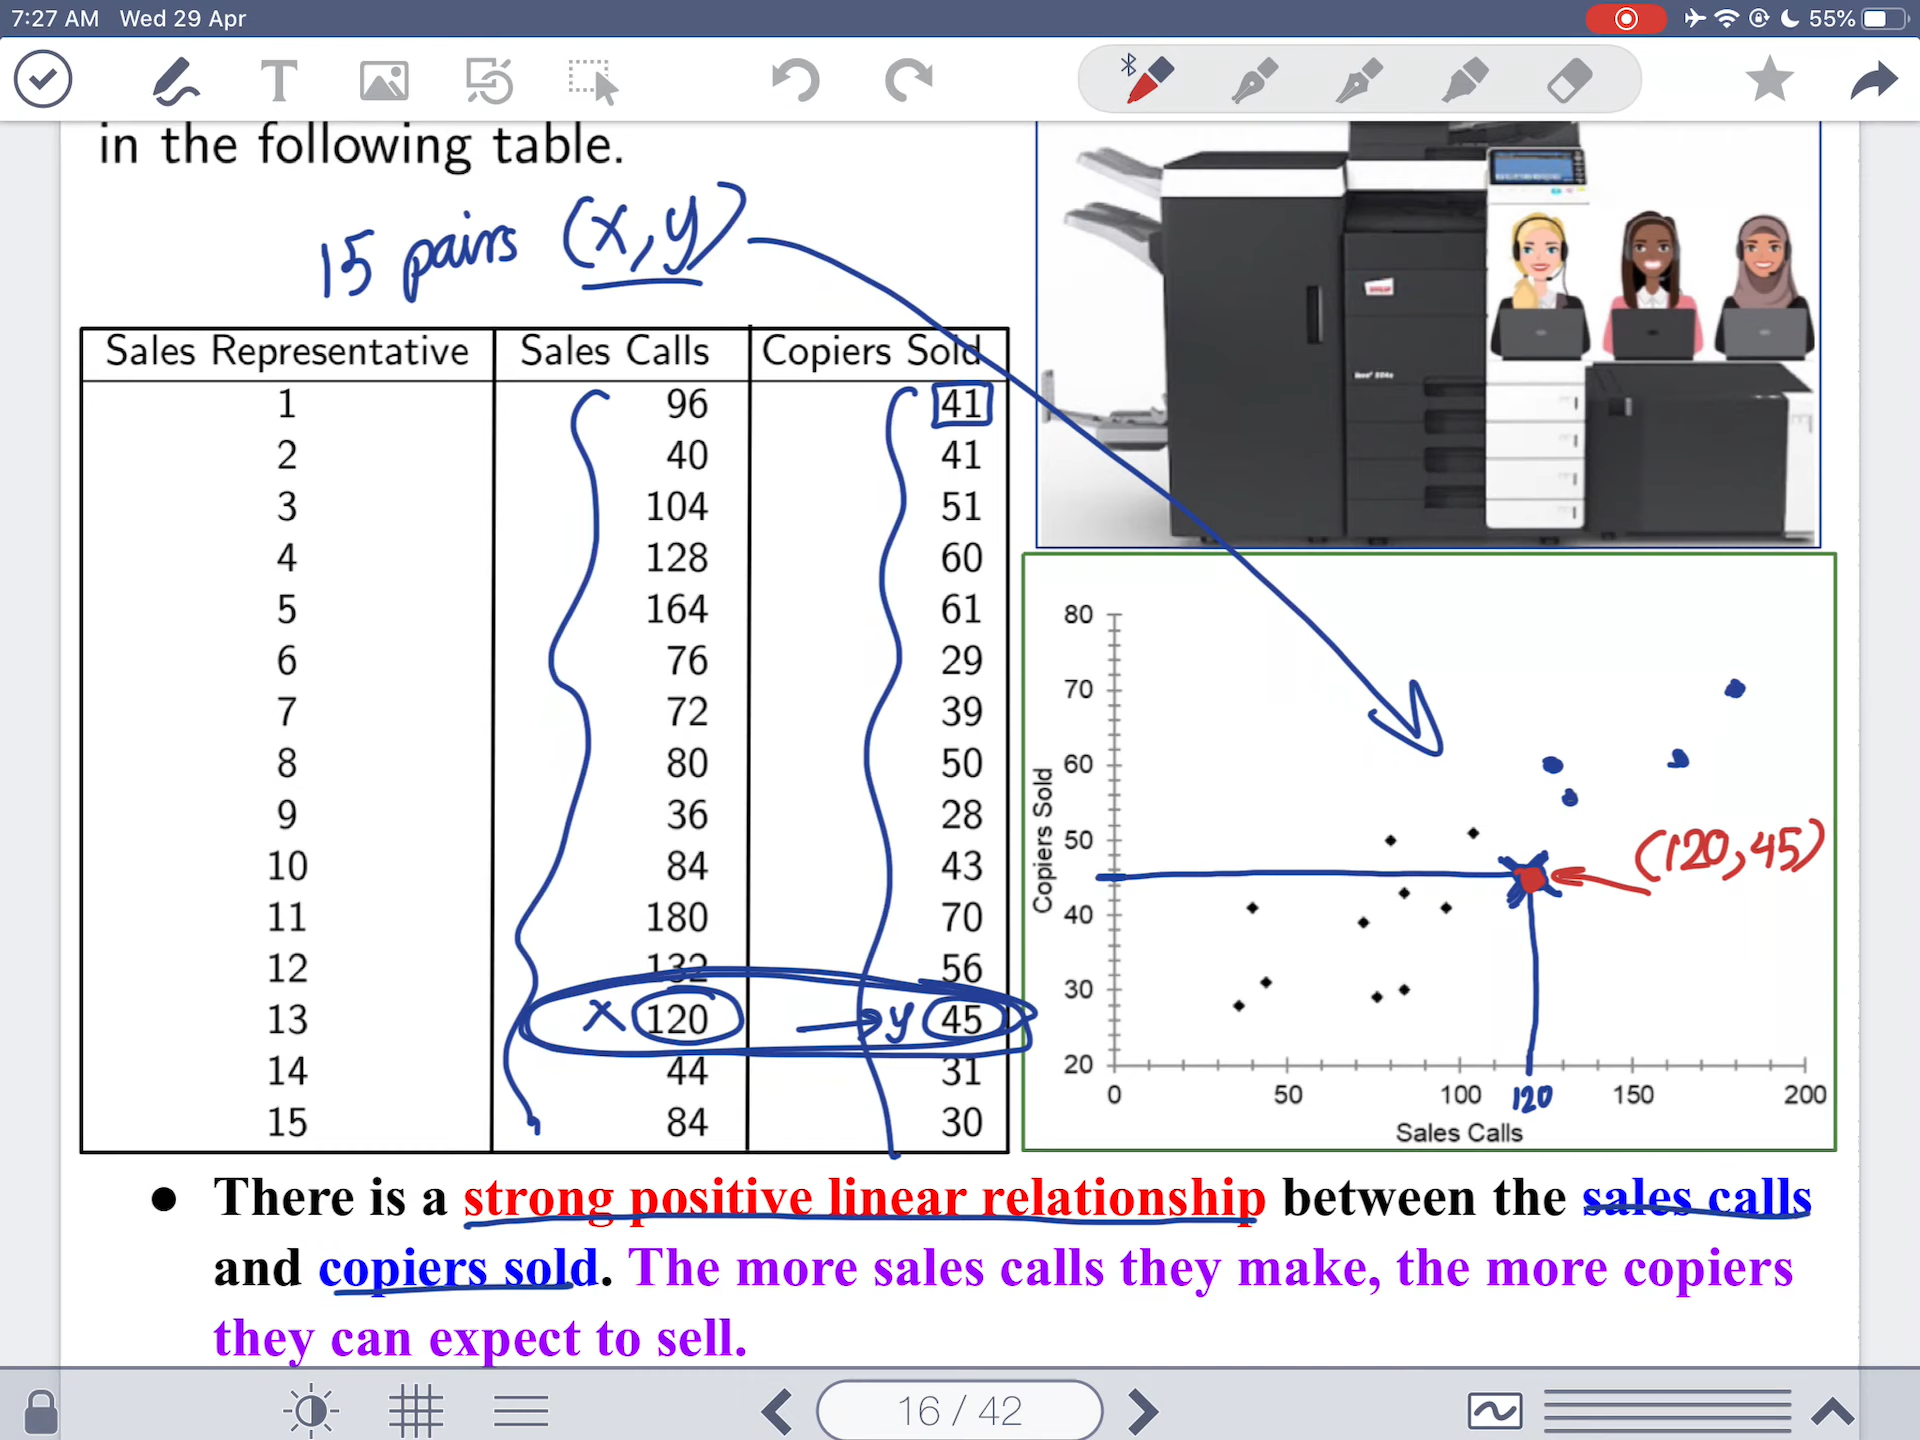 7:27 AM Wed 29 Apr
55%
T
in the following table.
15 pairs (x,y)
Sales Representative Sales Calls Copiers Sold
1 96 41
2 40 41
3 104 51
4 128 60
5 164 61
6 76 29
7 72 39
8 80 50
9 36 28
10 84 43
11 180 70
12 132 56
13 x 120 y 45
14 44 31
15 84 30
80
70
60
50
40
30
20
Copiers Sold
(120,45)
0 50 100 120 150 200
Sales Calls
● There is a strong positive linear relationship between the sales calls
and copiers sold. The more sales calls they make, the more copiers
they can expect to sell.
16 / 42